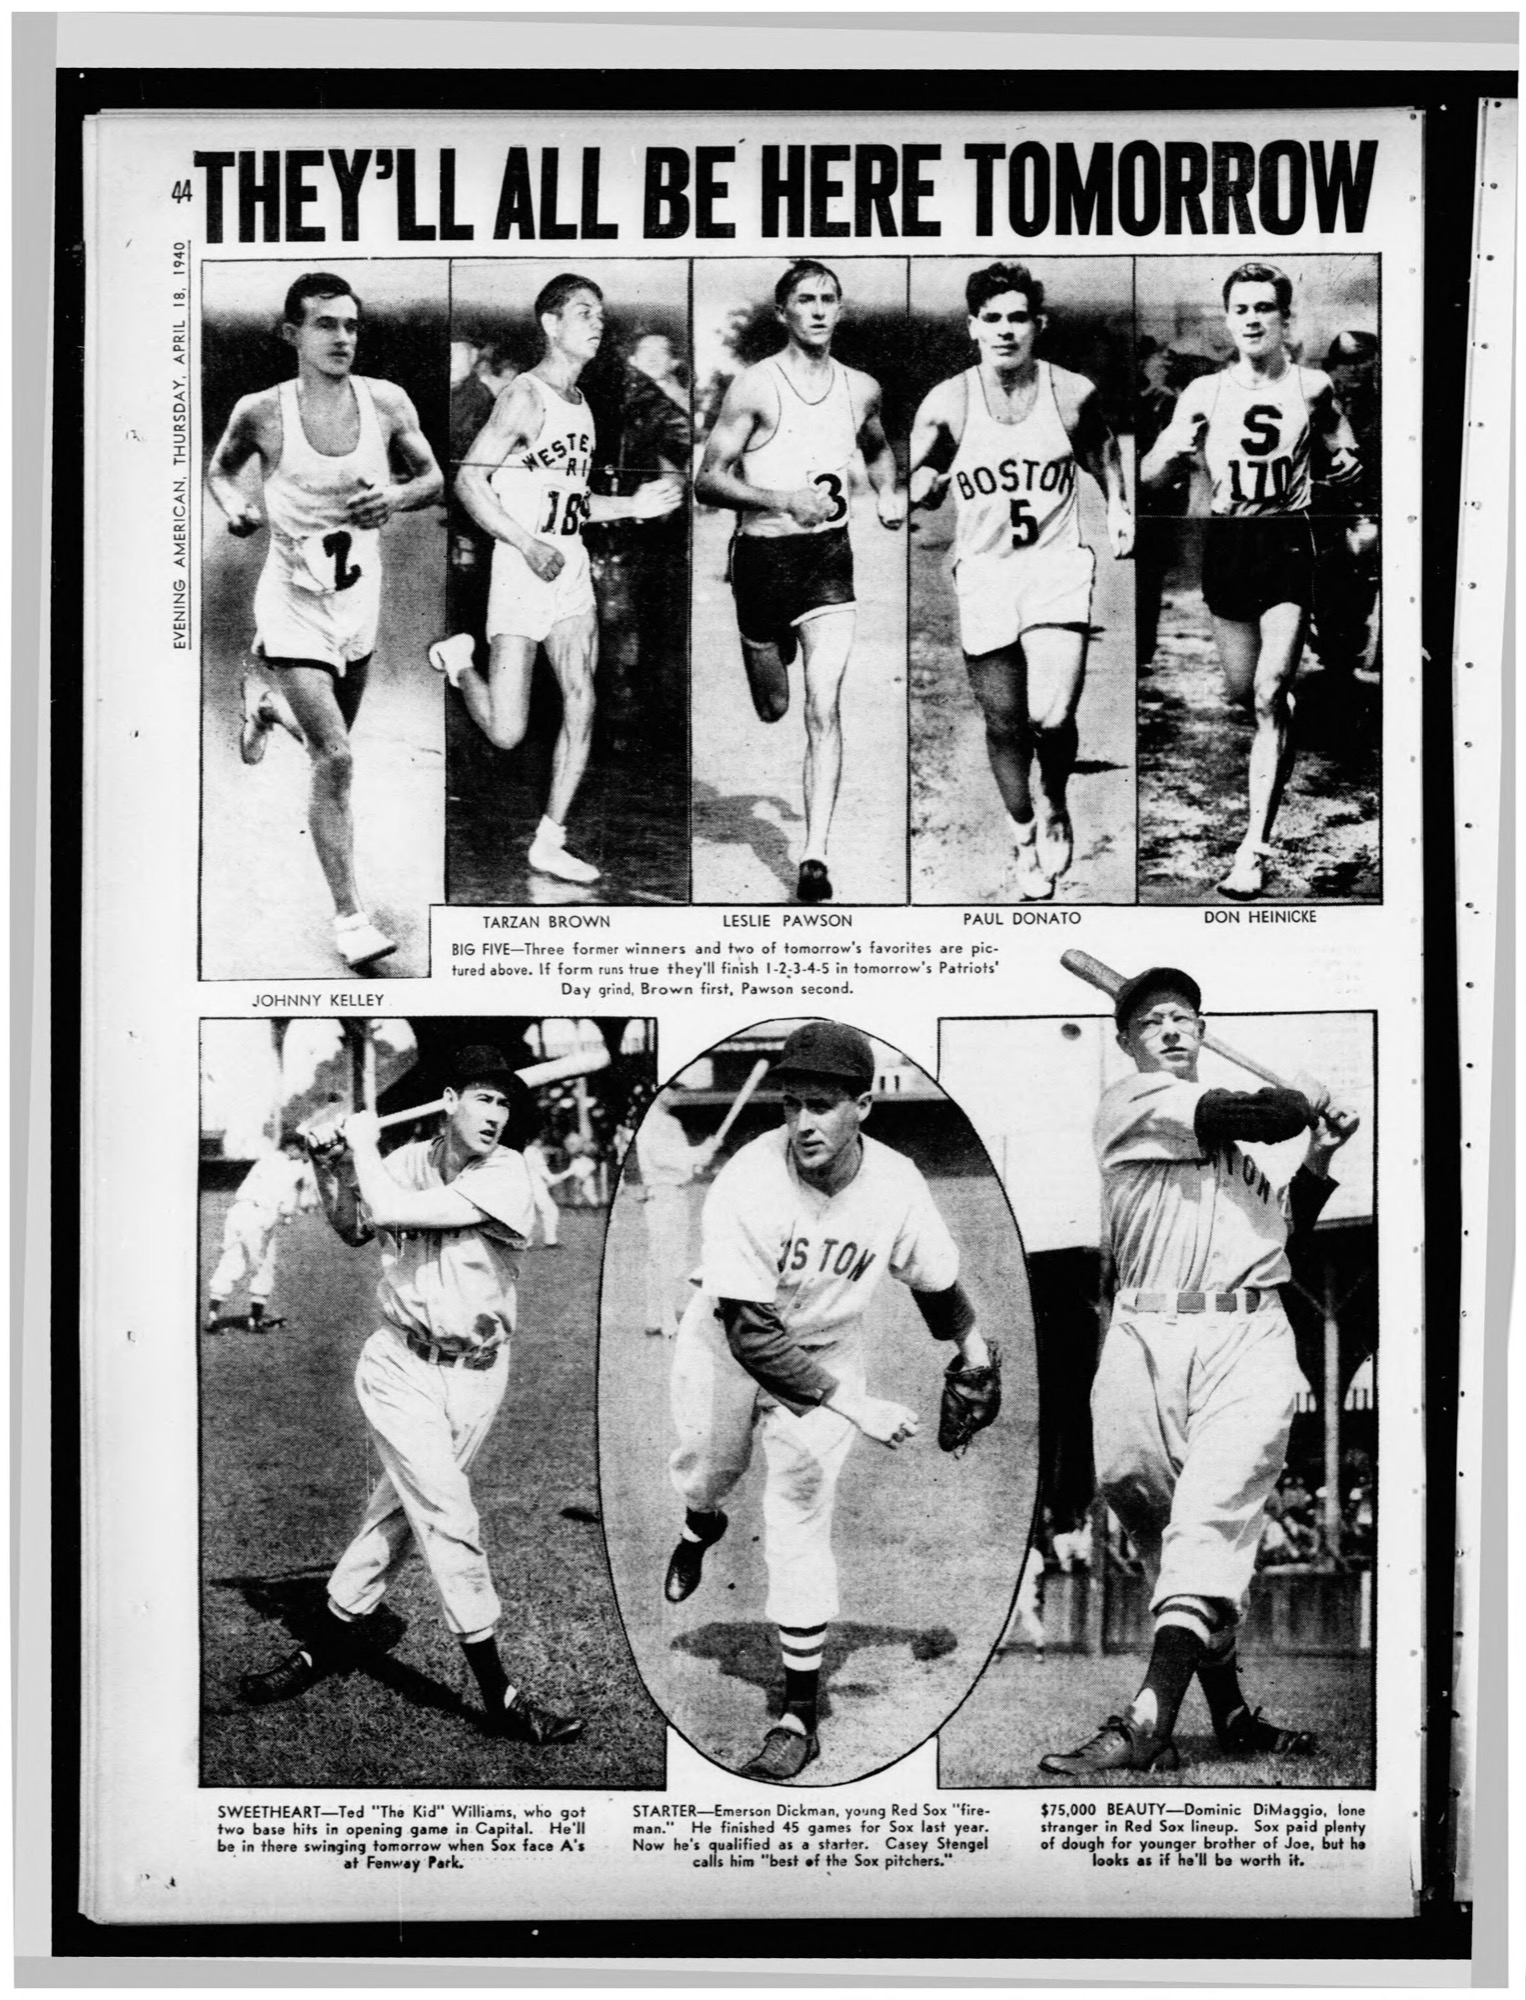 44 THEY'LL ALL BE HERE TOMORROW
EVENING AMERICAN, THURSDAY, APRIL 18, 1940
2
WESTE
RI
189
3
BOSTON
5
S
170
TARZAN BROWN
LESLIE PAWSON
PAUL DONATO
DON HEINICKE
BIG FIVE—Three former winners and two of tomorrow's favorites are pic-
tured above. If form runs true they'll finish 1-2-3-4-5 in tomorrow's Patriots'
Day grind, Brown first, Pawson second.
JOHNNY KELLEY
OSTON
TON
SWEETHEART—Ted "The Kid" Williams, who got
two base hits in opening game in Capital. He'll
be in there swinging tomorrow when Sox face A's
at Fenway Park.
STARTER—Emerson Dickman, young Red Sox "fire-
man." He finished 45 games for Sox last year.
Now he's qualified as a starter. Casey Stengel
calls him "best of the Sox pitchers."
$75,000 BEAUTY—Dominic DiMaggio, lone
stranger in Red Sox lineup. Sox paid plenty
of dough for younger brother of Joe, but he
looks as if he'll be worth it.